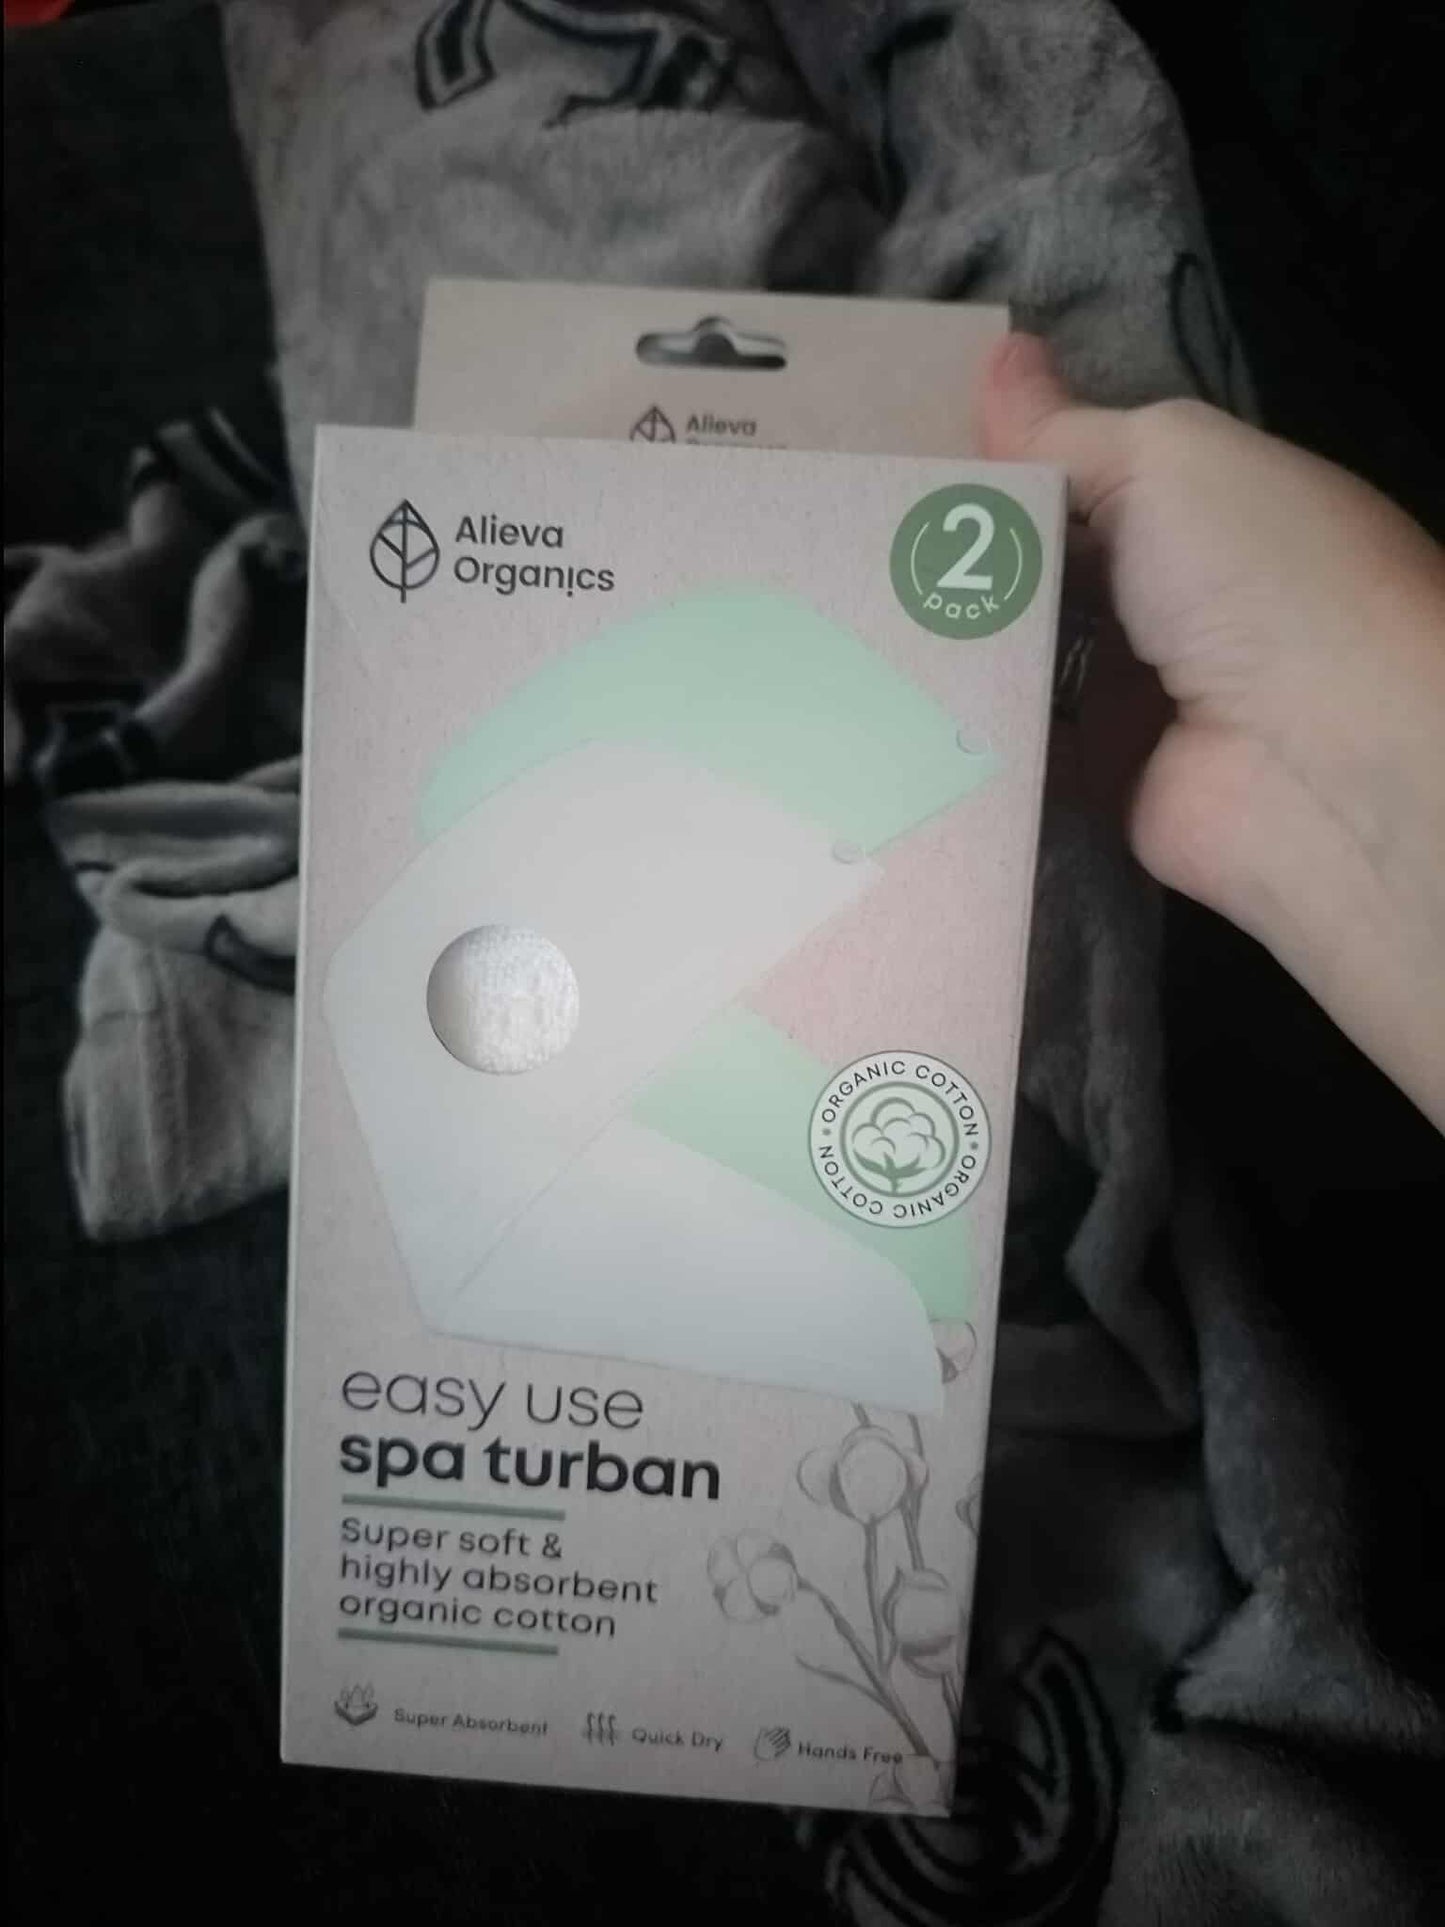 Alieva
Alieva
Organics
2
pack
ORGANIC COTTON * ORGANIC COTTON *
easy use
spa turban
Super soft &
highly absorbent
organic cotton
Super Absorbent
Quick Dry
Hands Free